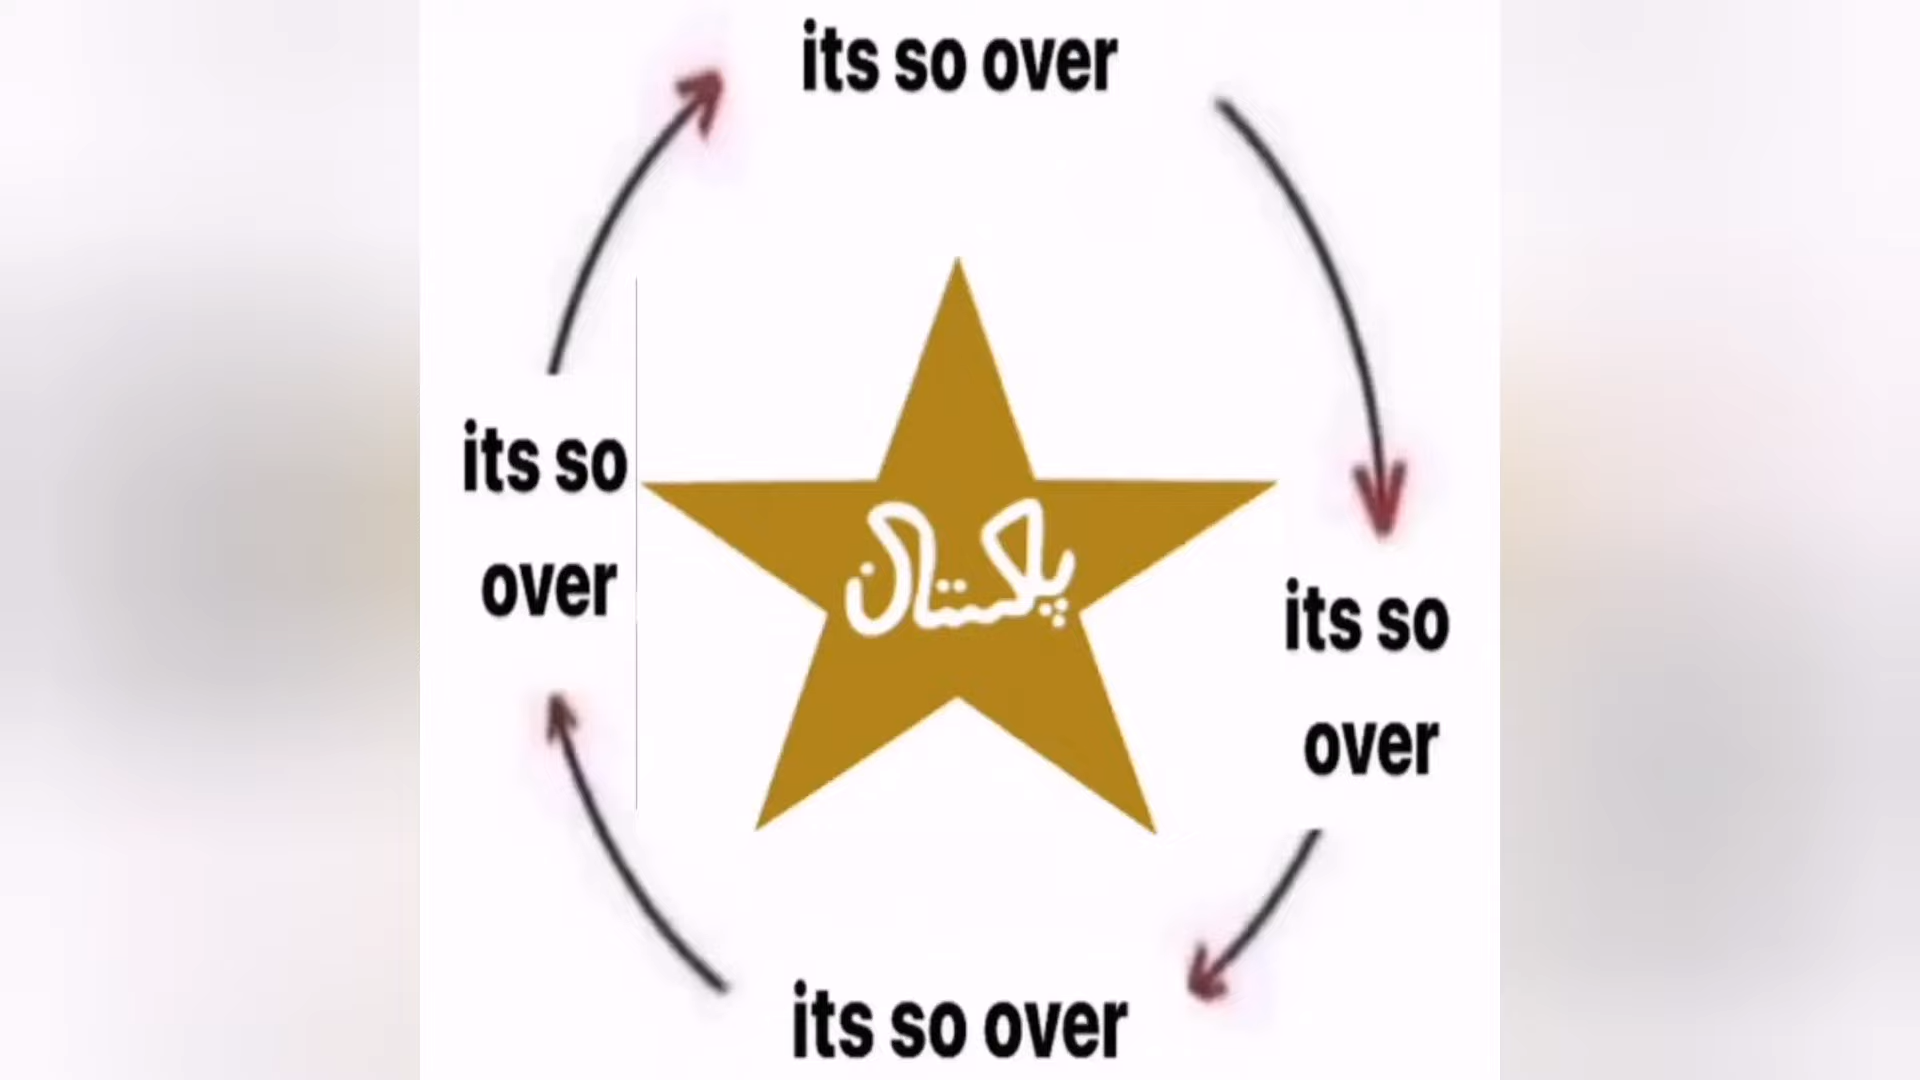 its so over
its so
over
پاکستان
its so
over
its so over